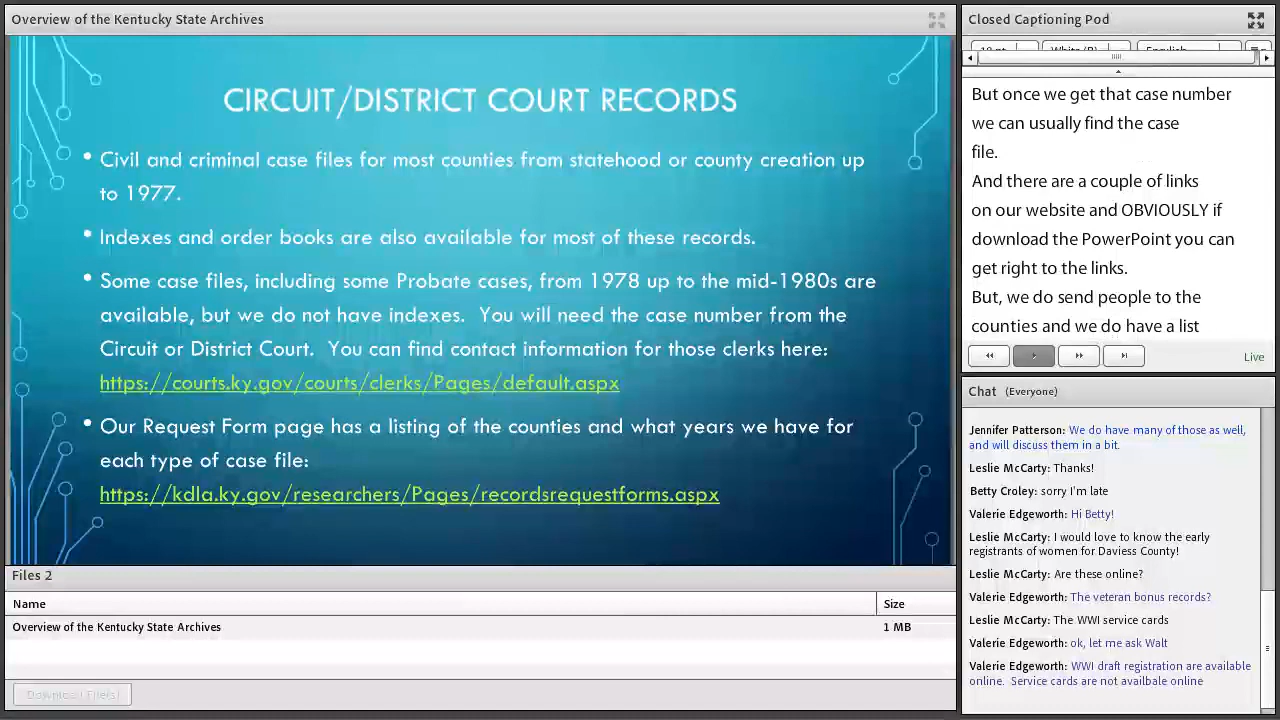 Overview of the Kentucky State Archives
CIRCUIT/DISTRICT COURT RECORDS
• Civil and criminal case files for most counties from statehood or county creation up
to 1977.
• Indexes and order books are also available for most of these records.
• Some case files, including some Probate cases, from 1978 up to the mid-1980s are
available, but we do not have indexes.  You will need the case number from the
Circuit or District Court.  You can find contact information for those clerks here:
https://courts.ky.gov/courts/clerks/Pages/default.aspx
• Our Request Form page has a listing of the counties and what years we have for
each type of case file:
https://kdla.ky.gov/researchers/Pages/recordsrequestforms.aspx
Files 2
Name Size
Overview of the Kentucky State Archives 1 MB
Download File(s)
Closed Captioning Pod
But once we get that case number
we can usually find the case
file.
And there are a couple of links
on our website and OBVIOUSLY if
download the PowerPoint you can
get right to the links.
But, we do send people to the
counties and we do have a list
Live
Chat (Everyone)
Jennifer Patterson: We do have many of those as well,
and will discuss them in a bit.
Leslie McCarty: Thanks!
Betty Croley: sorry I'm late
Valerie Edgeworth: Hi Betty!
Leslie McCarty: I would love to know the early
registrants of women for Daviess County!
Leslie McCarty: Are these online?
Valerie Edgeworth: The veteran bonus records?
Leslie McCarty: The WWI service cards
Valerie Edgeworth: ok, let me ask Walt
Valerie Edgeworth: WWI draft registration are available
online.  Service cards are not availbale online